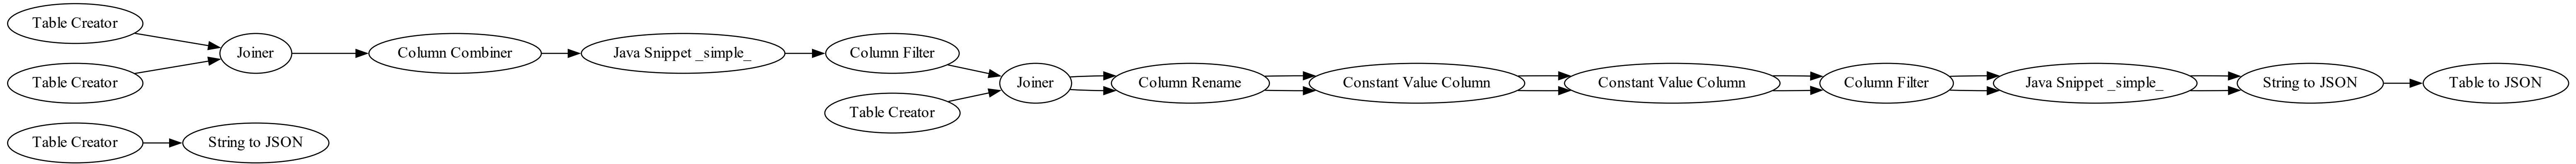 Table Creator
Table Creator
Joiner
Column Combiner
Java Snippet _simple_
Column Filter
Table Creator
Joiner
Column Rename
Constant Value Column
Constant Value Column
Column Filter
Java Snippet _simple_
String to JSON
Table to JSON
Table Creator
String to JSON